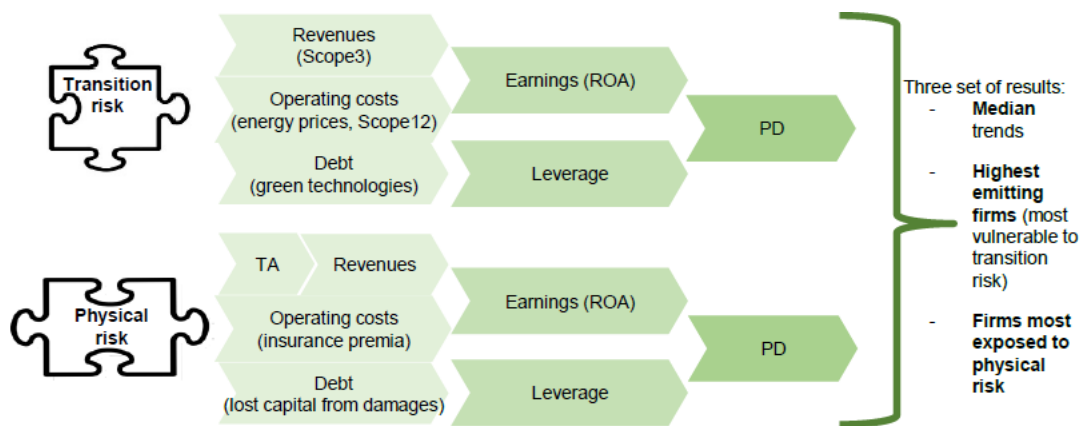 Transition
risk
Revenues
(Scope3)
Operating costs
(energy prices, Scope12)
Debt
(green technologies)
Earnings (ROA)
Leverage
PD
Physical
risk
TA
Revenues
Operating costs
(insurance premia)
Debt
(lost capital from damages)
Earnings (ROA)
Leverage
PD
Three set of results:
- Median
trends
- Highest
emitting
firms (most
vulnerable to
transition
risk)
- Firms most
exposed to
physical
risk